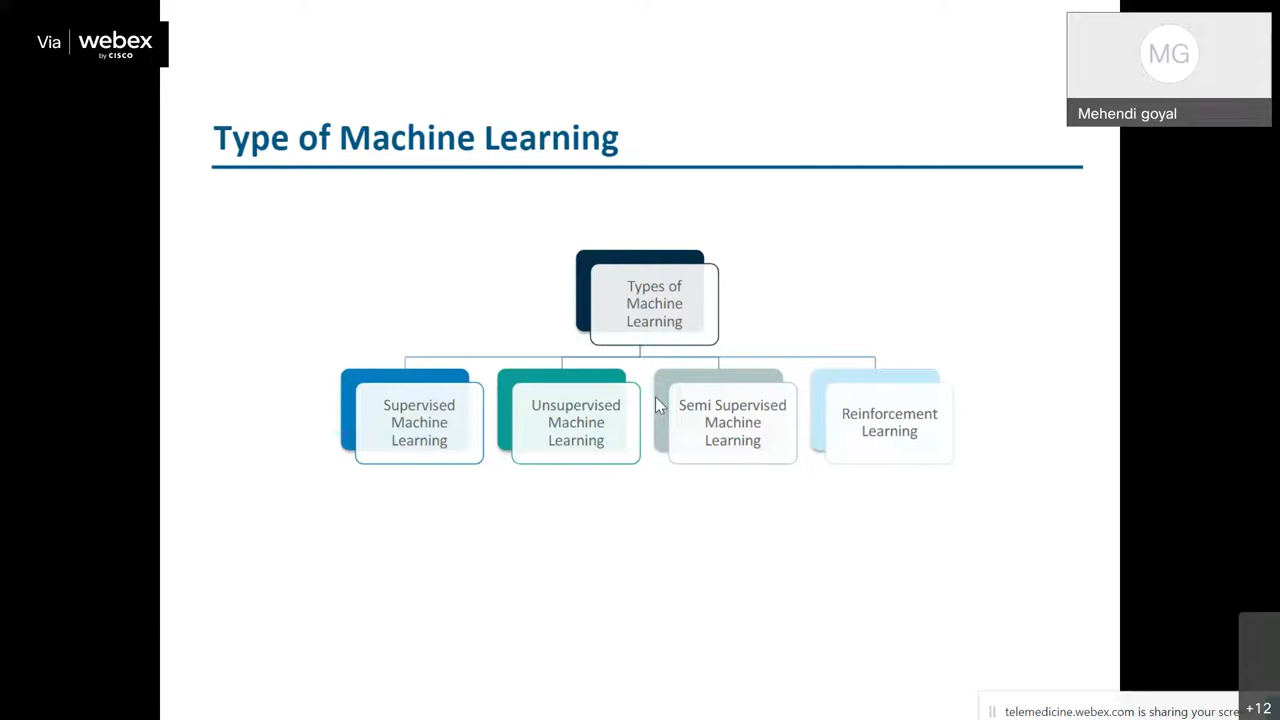 Via webex
by CISCO
MG
Mehendi goyal
Type of Machine Learning
Types of
Machine
Learning
Supervised
Machine
Learning
Unsupervised
Machine
Learning
Semi Supervised
Machine
Learning
Reinforcement
Learning
telemedicine.webex.com is sharing your scre
+12